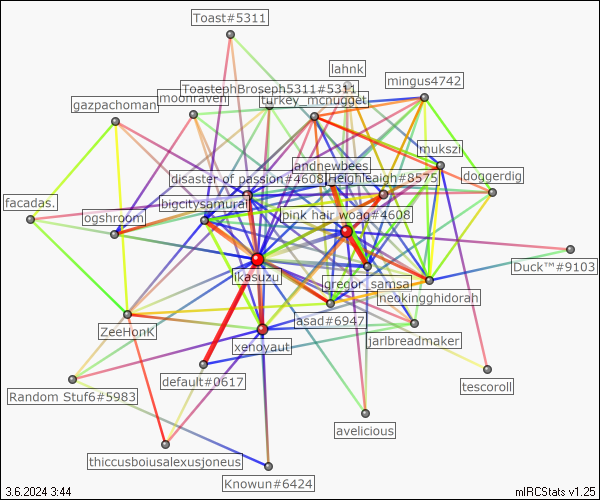 Toast#5311
lahnk
ToastephBroseph5311#5311
mingus4742
moonraven
turkey_mcnugget
gazpachoman
mukszi
andnewbees
disaster of passion#4608
Heighleaigh#8575
doggerdig
facadas.
bigcitysamurai
ogshroom
pink hair woag#4608
Duck™#9103
ikasuzu
gregor_samsa
neokingghidorah
asad#6947
ZeeHonK
jarlbreadmaker
xenoyaut
default#0617
tescoroll
Random Stuf6#5983
avelicious
thiccusboiusalexusjoneus
Knowun#6424
3.6.2024 3:44
mIRCStats v1.25